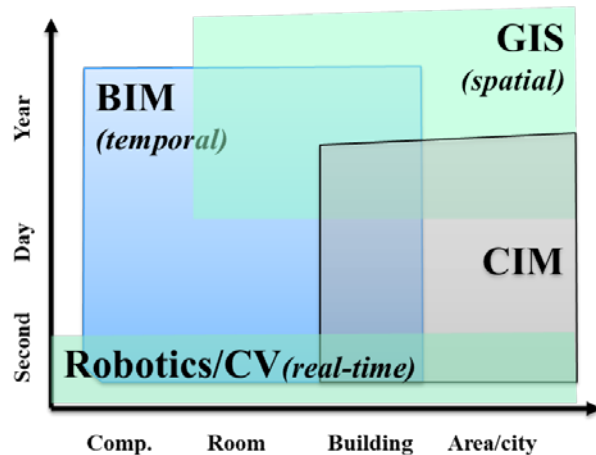 GIS
(spatial)
BIM
(temporal)
CIM
Robotics/CV(real-time)
Year
Day
Second
Comp.
Room
Building
Area/city